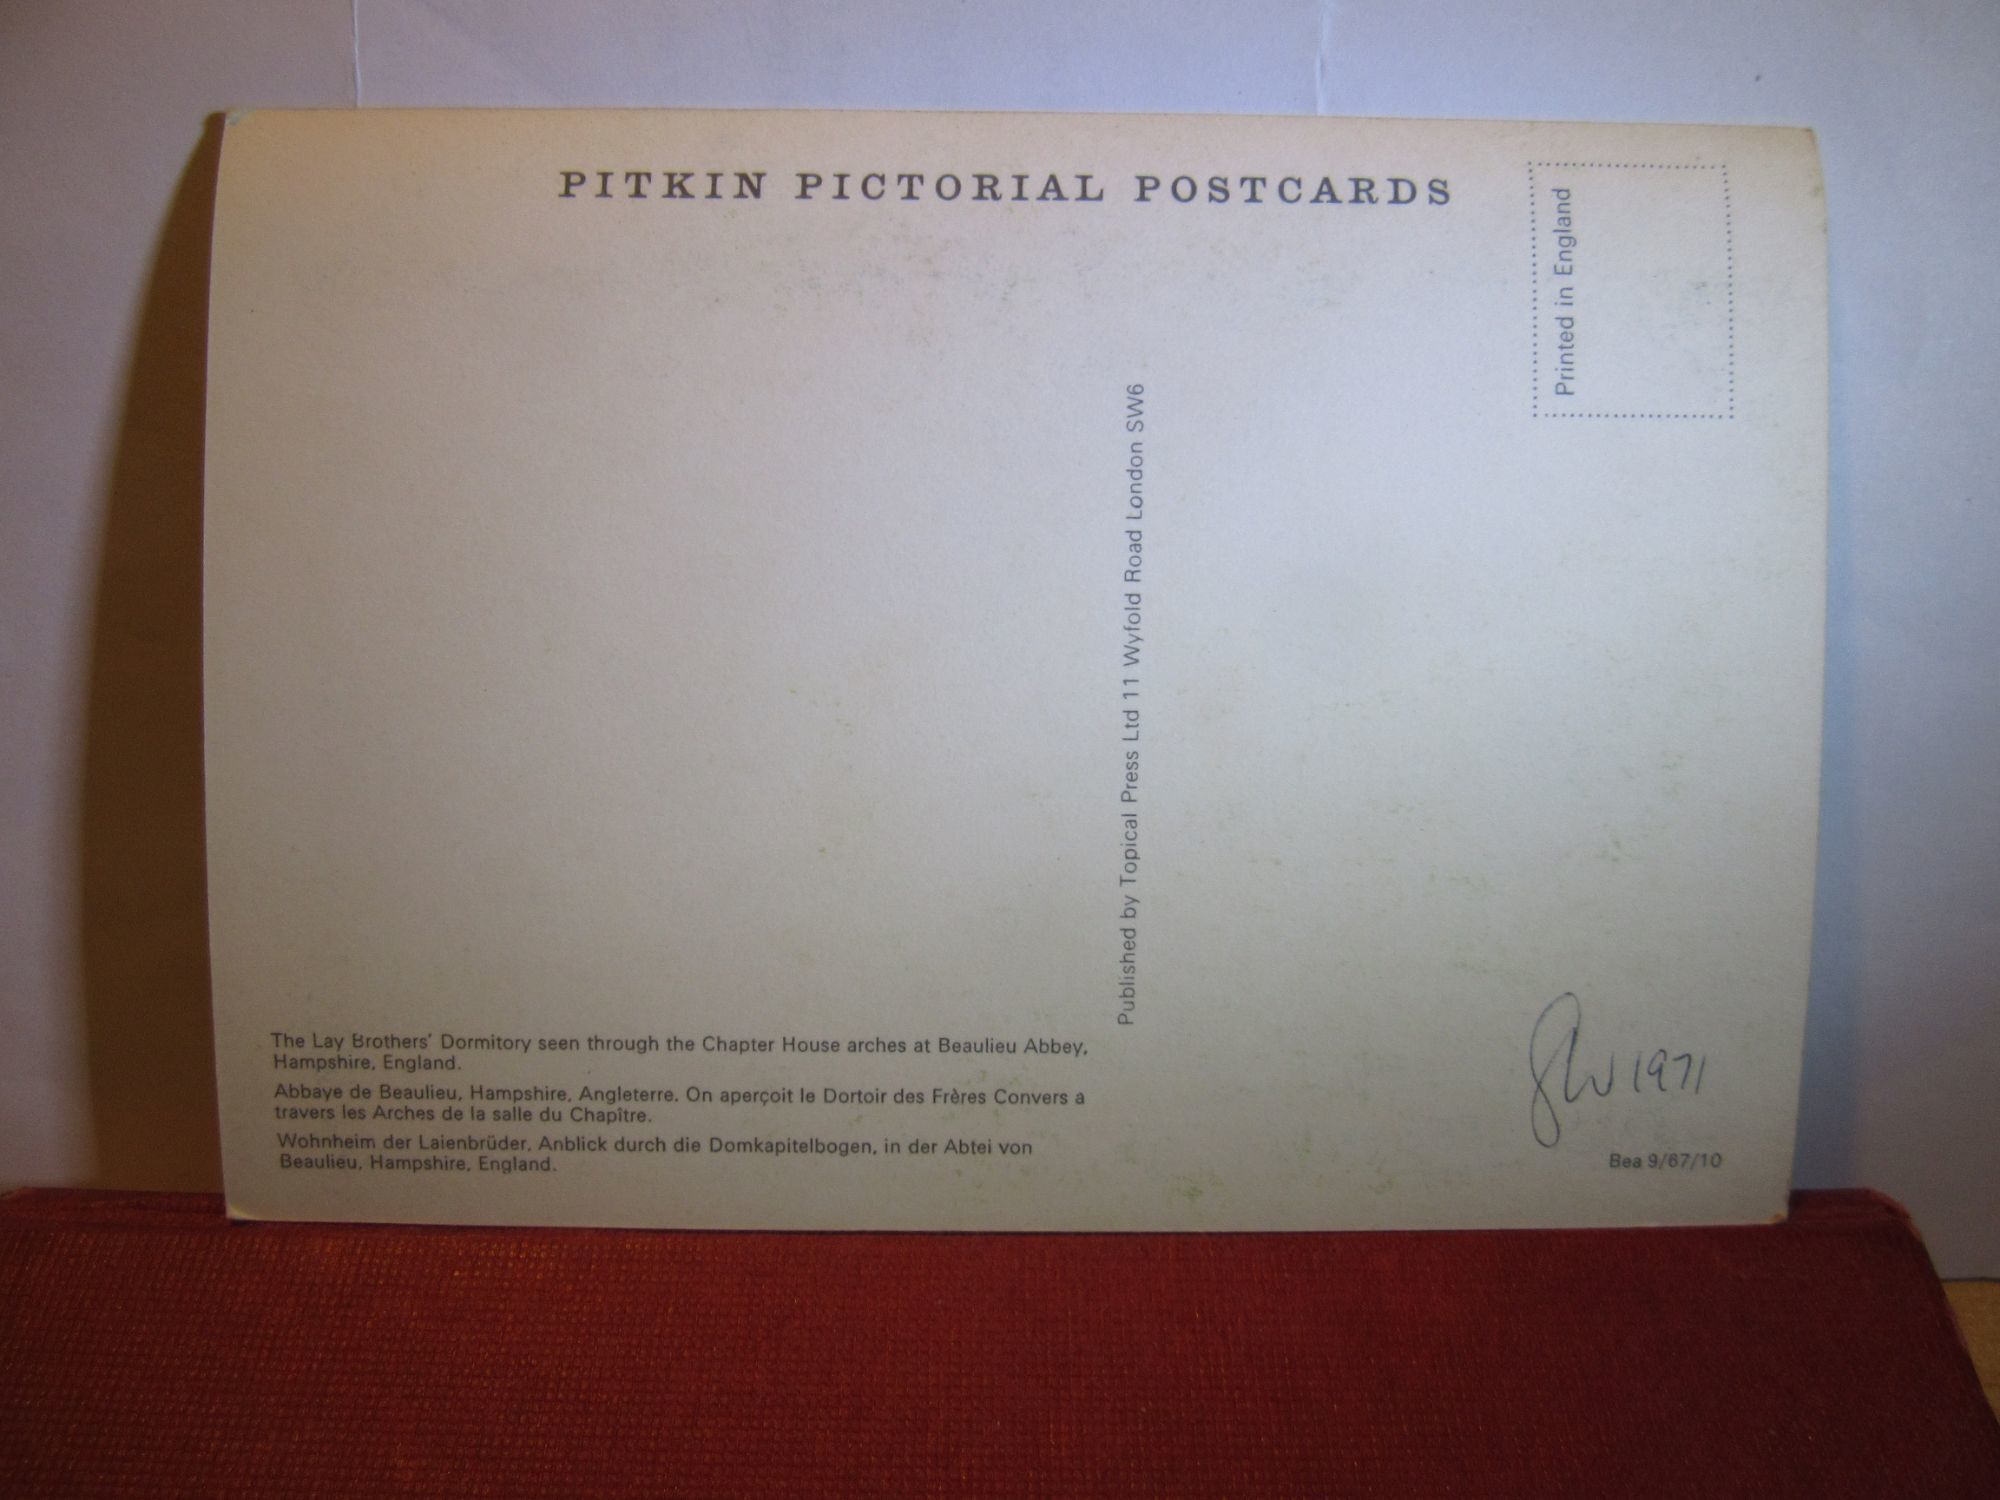 PITKIN PICTORIAL POSTCARDS
Printed in England
Published by Topical Press Ltd 11 Wyfold Road London SW6
The Lay Brothers' Dormitory seen through the Chapter House arches at Beaulieu Abbey,
Hampshire, England.
Abbaye de Beaulieu, Hampshire, Angleterre. On aperçoit le Dortoir des Frères Convers a
travers les Arches de la salle du Chapître.
Wohnheim der Laienbrüder, Anblick durch die Domkapitelbogen, in der Abtei von
Beaulieu, Hampshire, England.
1971
Bea 9/67/10